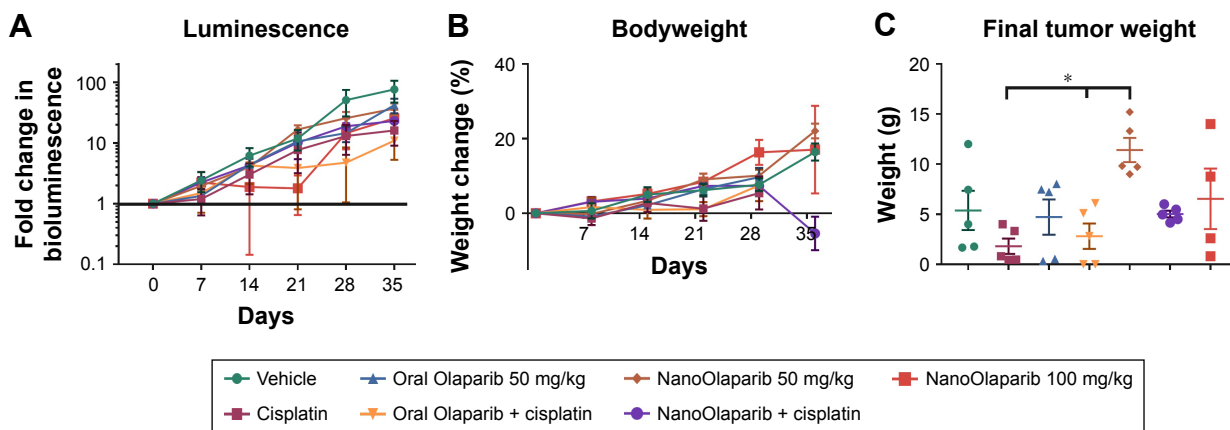 A
Luminescence
Fold change in
bioluminescence
100
10
1
0.1
0 7 14 21 28 35
Days
B
Bodyweight
Weight change (%)
40
20
0
7 14 21 28 35
Days
C
Final tumor weight
Weight (g)
20
15
10
5
0
*
Vehicle
Oral Olaparib 50 mg/kg
NanoOlaparib 50 mg/kg
NanoOlaparib 100 mg/kg
Cisplatin
Oral Olaparib + cisplatin
NanoOlaparib + cisplatin